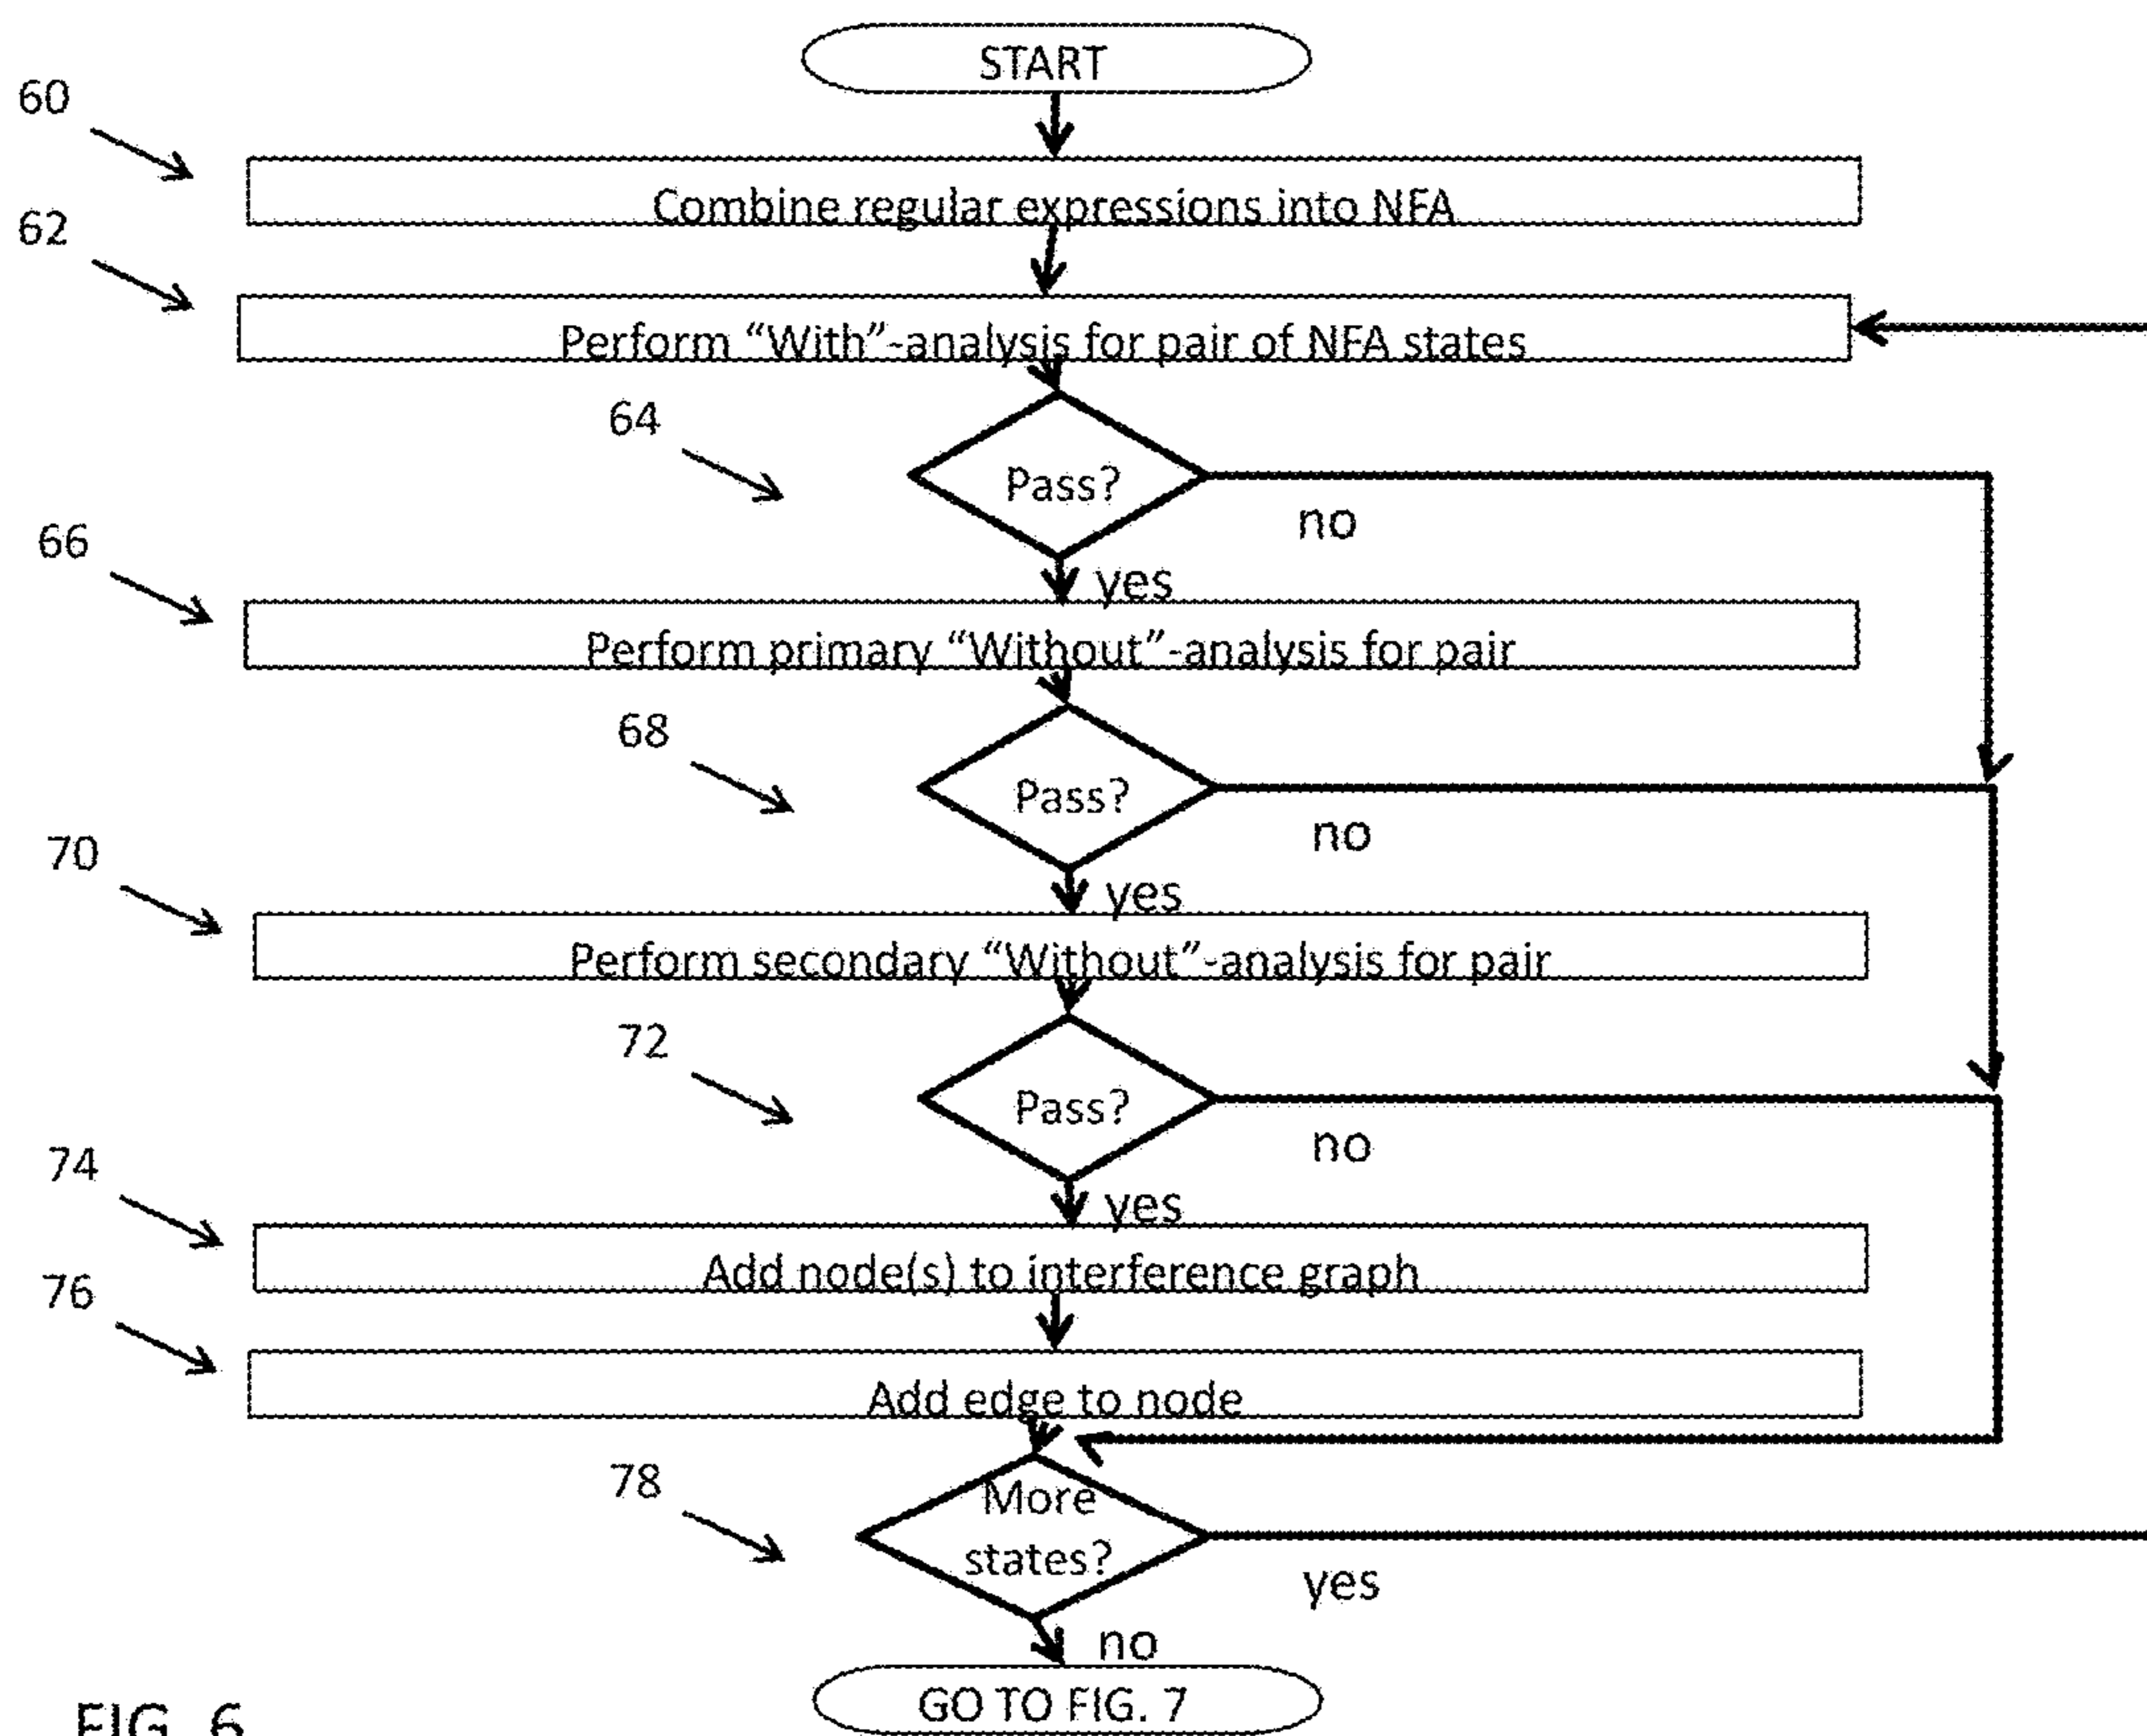 START
60
Combine regular expressions into NFA
62
Perform “With”-analysis for pair of NFA states
64
Pass?
no
yes
66
Perform primary “Without”-analysis for pair
68
Pass?
no
yes
70
Perform secondary “Without”-analysis for pair
72
Pass?
no
yes
74
Add node(s) to interference graph
76
Add edge to node
78
More
states?
yes
no
GO TO FIG. 7
FIG. 6